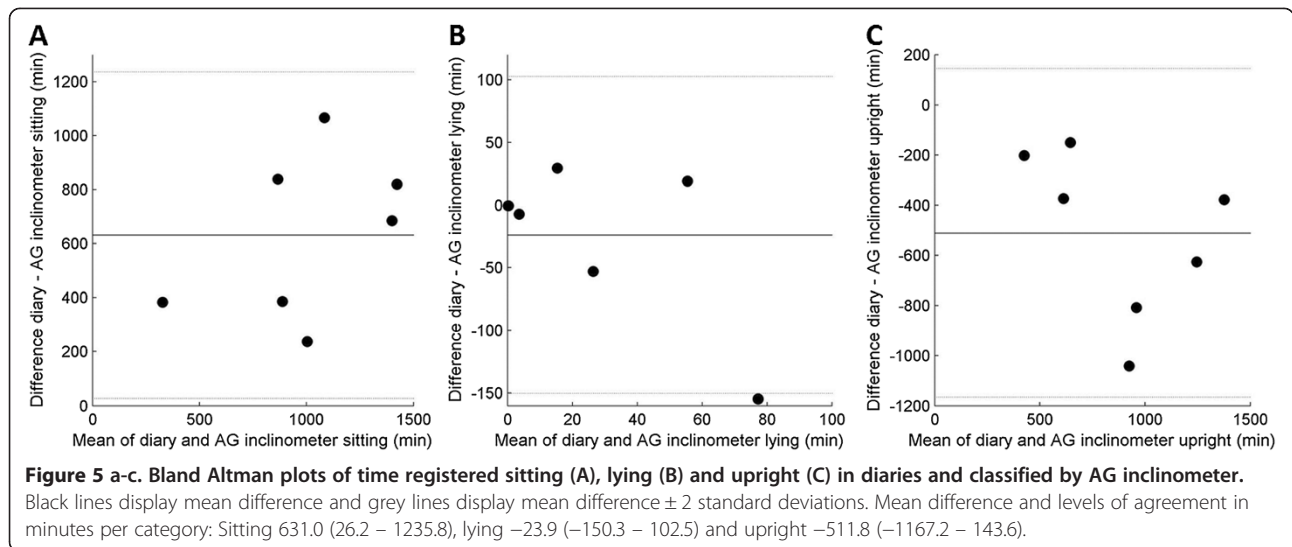 A
Difference diary - AG inclinometer sitting (min)
1200
1000
800
600
400
200
0
0 500 1000 1500
Mean of diary and AG inclinometer sitting (min)
B
Difference diary - AG inclinometer lying (min)
100
50
0
-50
-100
-150
0 20 40 60 80 100
Mean of diary and AG inclinometer lying (min)
C
Difference diary - AG inclinometer upright (min)
200
0
-200
-400
-600
-800
-1000
-1200
0 500 1000 1500
Mean of diary and AG inclinometer upright (min)
Figure 5 a-c. Bland Altman plots of time registered sitting (A), lying (B) and upright (C) in diaries and classified by AG inclinometer.
Black lines display mean difference and grey lines display mean difference ± 2 standard deviations. Mean difference and levels of agreement in
minutes per category: Sitting 631.0 (26.2 – 1235.8), lying −23.9 (−150.3 – 102.5) and upright −511.8 (−1167.2 – 143.6).